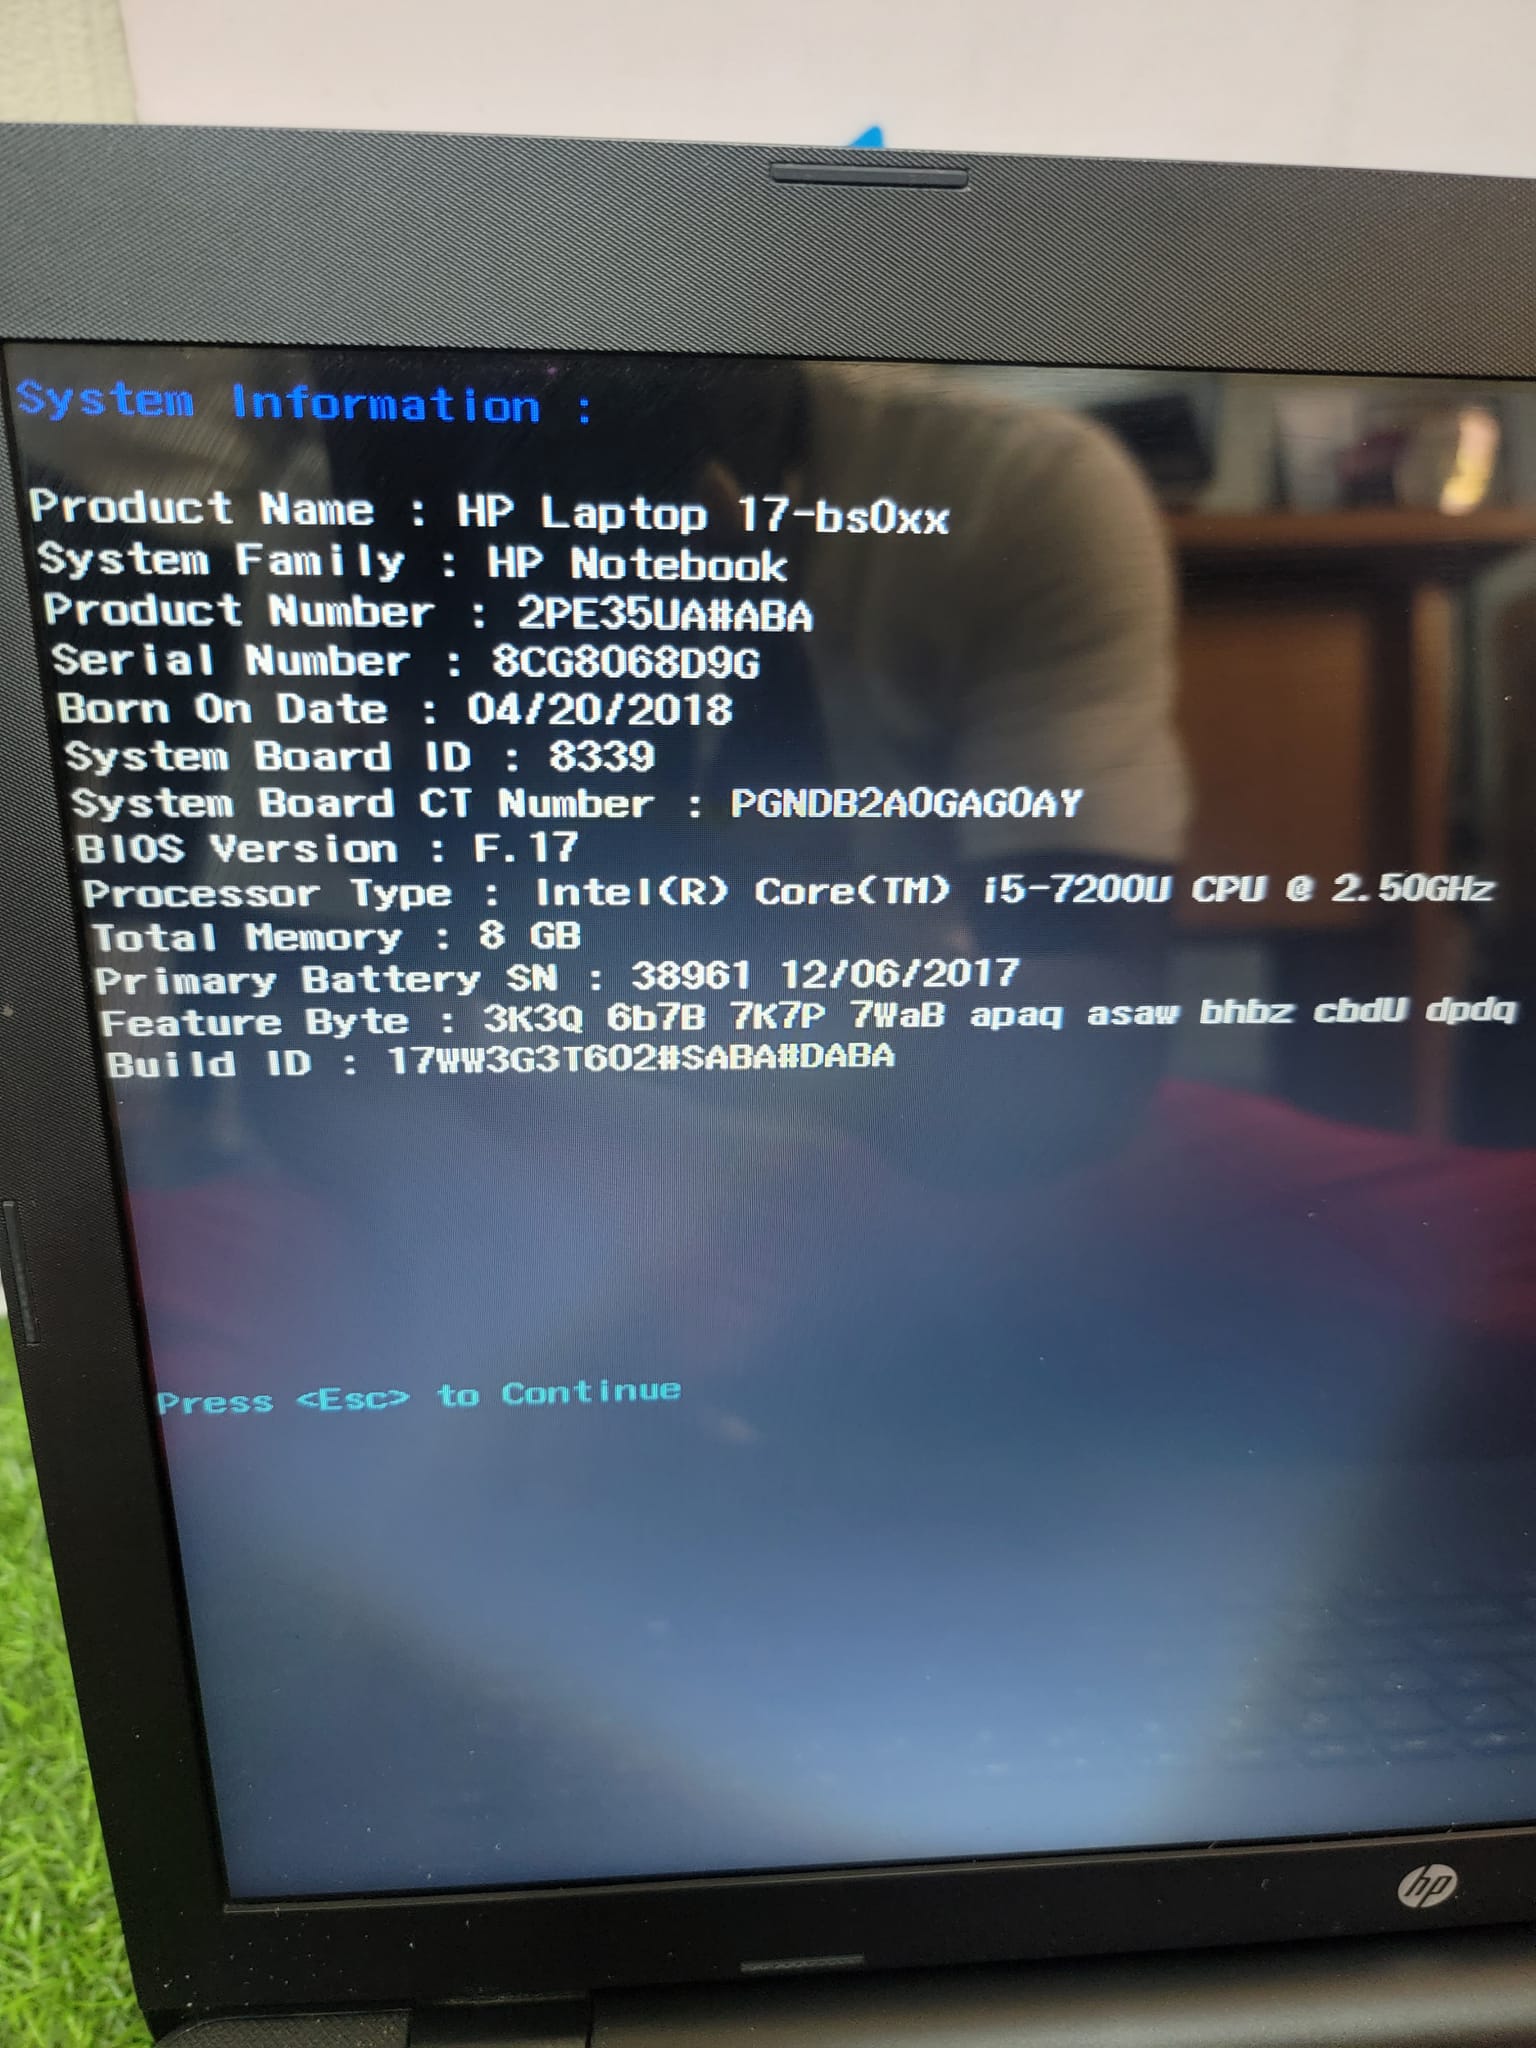 System Information :
Product Name : HP Laptop 17-bs0xx
System Family : HP Notebook
Product Number : 2PE35UA#ABA
Serial Number : 8CG8068D9G
Born On Date : 04/20/2018
System Board ID : 8339
System Board CT Number : PGNDB2A0GAG0AY
BIOS Version : F.17
Processor Type : Intel(R) Core(TM) i5-7200U CPU @ 2.50GHz
Total Memory : 8 GB
Primary Battery SN : 38961 12/06/2017
Feature Byte : 3K3Q 6b7B 7K7P 7WaB apaq asaw bhbz cbdU dpdq
Build ID : 17WW3G3T602#SABA#DABA
Press <Esc> to Continue
hp